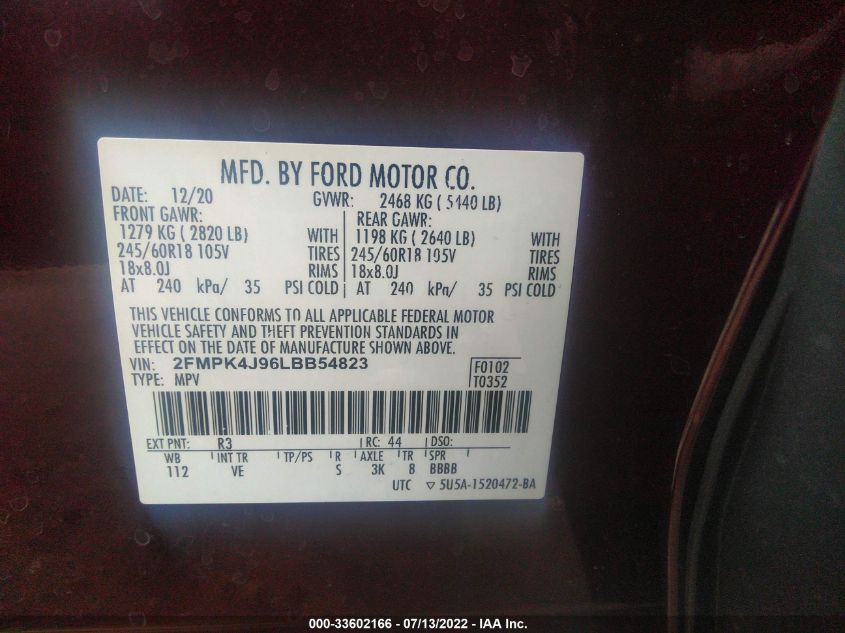 MFD. BY FORD MOTOR CO.
DATE: 12/20 GVWR: 2468 KG ( 5440 LB)
FRONT GAWR: REAR GAWR:
1279 KG ( 2820 LB) WITH 1198 KG ( 2640 LB) WITH
245/60R18 105V TIRES 245/60R18 105V TIRES
18x8.0J RIMS 18x8.0J RIMS
AT 240 kPa/ 35 PSI COLD AT 240 kPa/ 35 PSI COLD
THIS VEHICLE CONFORMS TO ALL APPLICABLE FEDERAL MOTOR
VEHICLE SAFETY AND THEFT PREVENTION STANDARDS IN
EFFECT ON THE DATE OF MANUFACTURE SHOWN ABOVE.
VIN: 2FMPK4J96LBB54823 F0102
TYPE: MPV T0352
EXT PNT: R3 RC: 44 DSO:
WB INT TR TP/PS R AXLE TR SPR
112 VE S 3K 8 BBBB
UTC ▽ 5U5A-1520472-BA
000-33602166 - 07/13/2022 - IAA Inc.